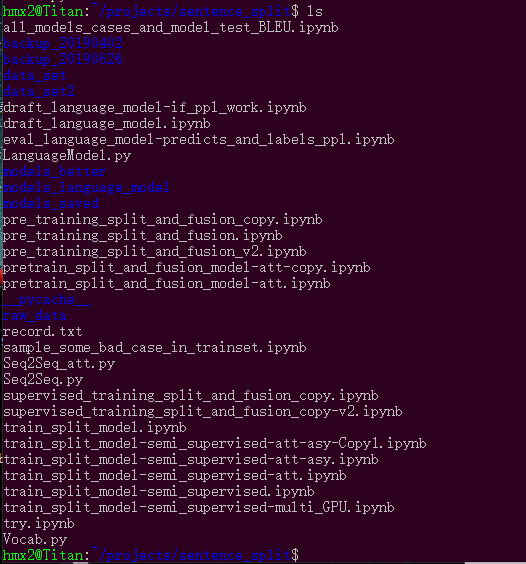 hmx2@Titan:~/projects/sentence_split$ ls
all_models_cases_and_model_test_BLEU.ipynb
backup_20190402
backup_20190620
data_set
data_set2
draft_language_model-if_ppl_work.ipynb
draft_language_model.ipynb
eval_language_model-predicts_and_labels_ppl.ipynb
LanguageModel.py
models_better
models_language_model
models_saved
pre_training_split_and_fusion_copy.ipynb
pre_training_split_and_fusion.ipynb
pre_training_split_and_fusion_v2.ipynb
pretrain_split_and_fusion_model-att-copy.ipynb
pretrain_split_and_fusion_model-att.ipynb
__pycache__
raw_data
record.txt
sample_some_bad_case_in_trainset.ipynb
Seq2Seq_att.py
Seq2Seq.py
supervised_training_split_and_fusion_copy.ipynb
supervised_training_split_and_fusion_copy-v2.ipynb
train_split_model.ipynb
train_split_model-semi_supervised-att-asy-Copy1.ipynb
train_split_model-semi_supervised-att-asy.ipynb
train_split_model-semi_supervised-att.ipynb
train_split_model-semi_supervised.ipynb
train_split_model-semi_supervised-multi_GPU.ipynb
try.ipynb
Vocab.py
hmx2@Titan:~/projects/sentence_split$